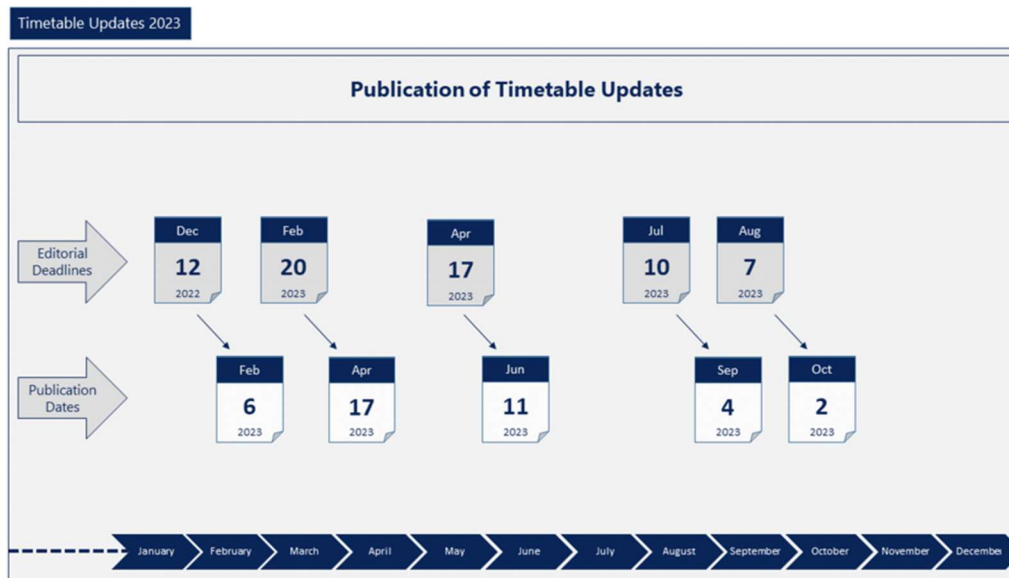 Timetable Updates 2023
Publication of Timetable Updates
Editorial
Deadlines
Dec
12
2022
Feb
20
2023
Apr
17
2023
Jul
10
2023
Aug
7
2023
Publication
Dates
Feb
6
2023
Apr
17
2023
Jun
11
2023
Sep
4
2023
Oct
2
2023
January
February
March
April
May
June
July
August
September
October
November
December